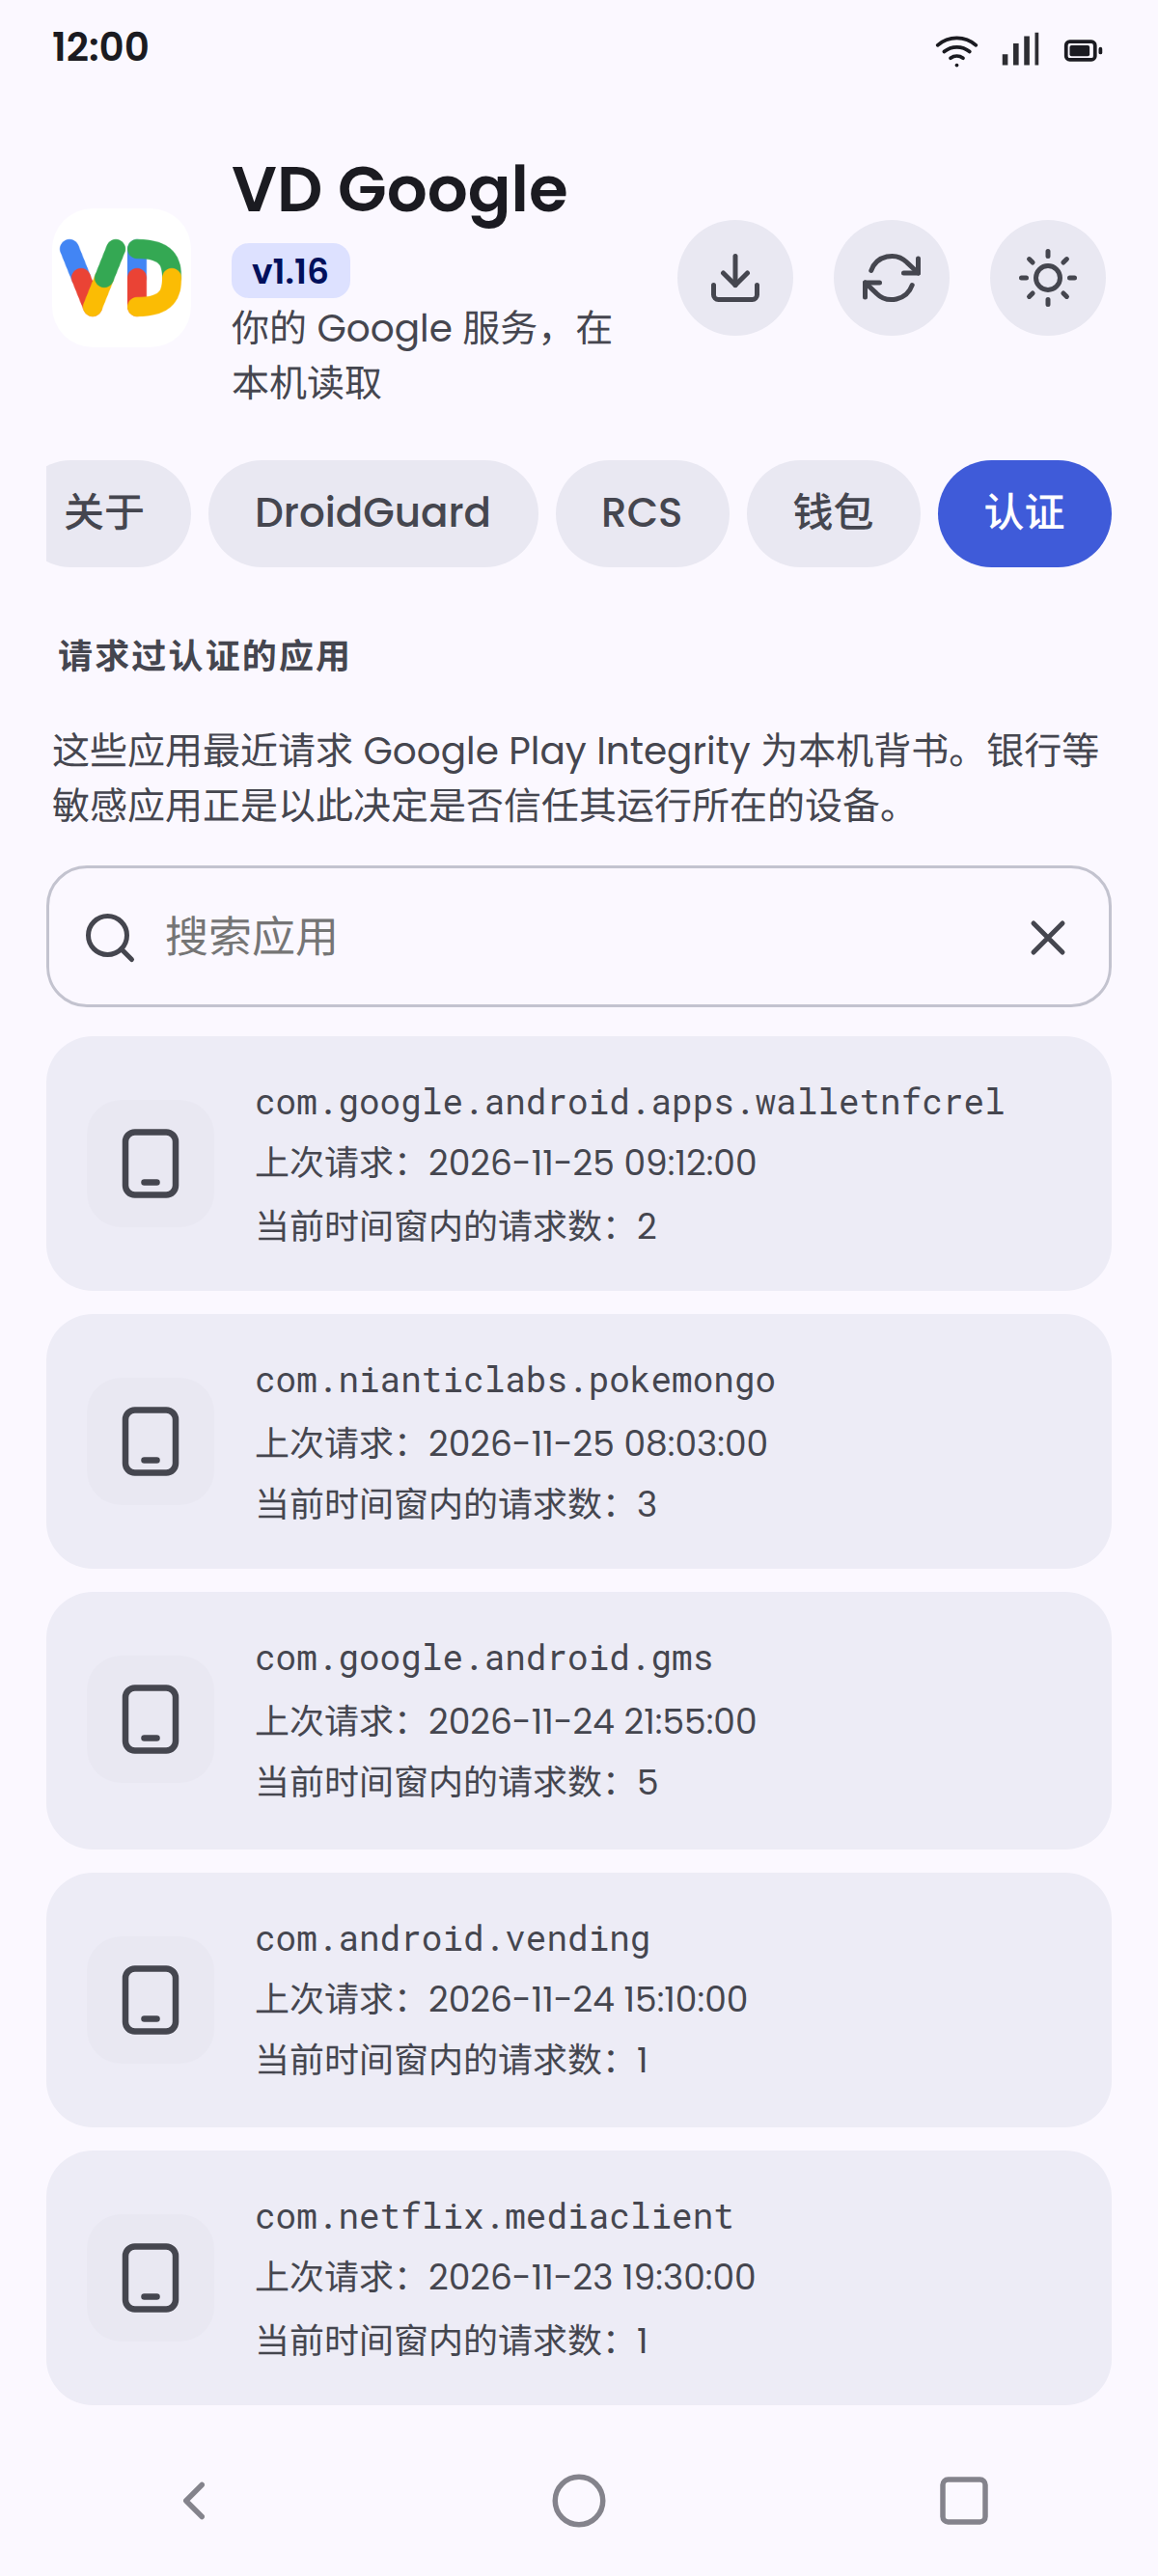 12:00
VD
VD Google
v1.16
你的 Google 服务，在
本机读取
关于
DroidGuard
RCS
钱包
认证
请求过认证的应用
这些应用最近请求 Google Play Integrity 为本机背书。银行等
敏感应用正是以此决定是否信任其运行所在的设备。
搜索应用
com.google.android.apps.walletnfcrel
上次请求：2026-11-25 09:12:00
当前时间窗内的请求数：2
com.nianticlabs.pokemongo
上次请求：2026-11-25 08:03:00
当前时间窗内的请求数：3
com.google.android.gms
上次请求：2026-11-24 21:55:00
当前时间窗内的请求数：5
com.android.vending
上次请求：2026-11-24 15:10:00
当前时间窗内的请求数：1
com.netflix.mediaclient
上次请求：2026-11-23 19:30:00
当前时间窗内的请求数：1